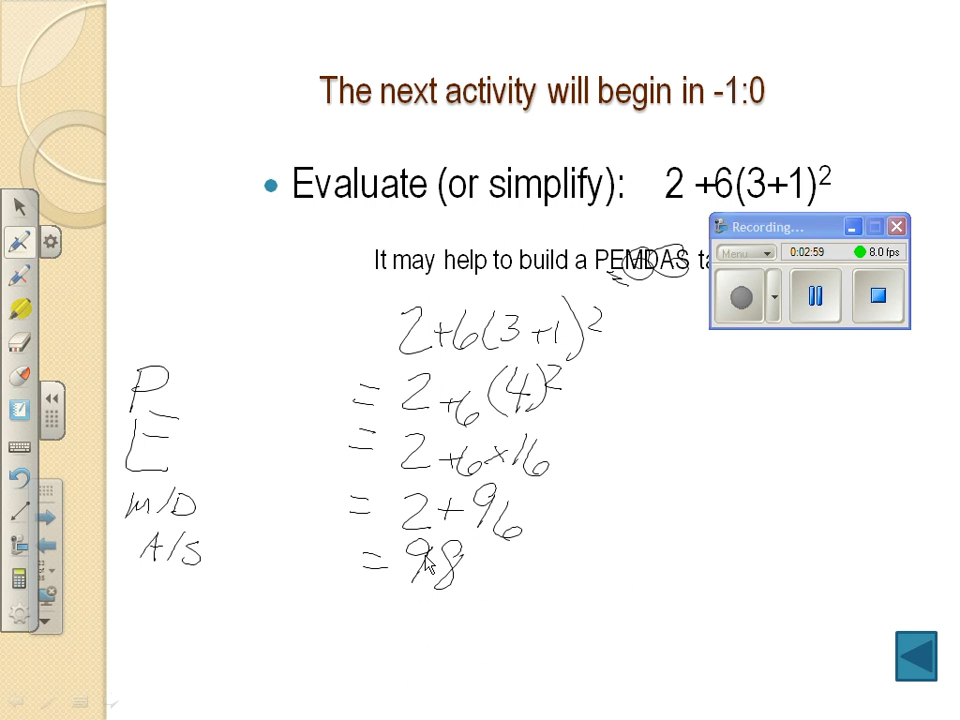 The next activity will begin in -1:0
• Evaluate (or simplify): 2 +6(3+1)²
Recording...
Menu
0:02:59
8.0 fps
It may help to build a PEMDAS ta
2+6(3+1)²
P = 2+6(4)²
E = 2+6×16
M/D = 2+96
A/S = 98